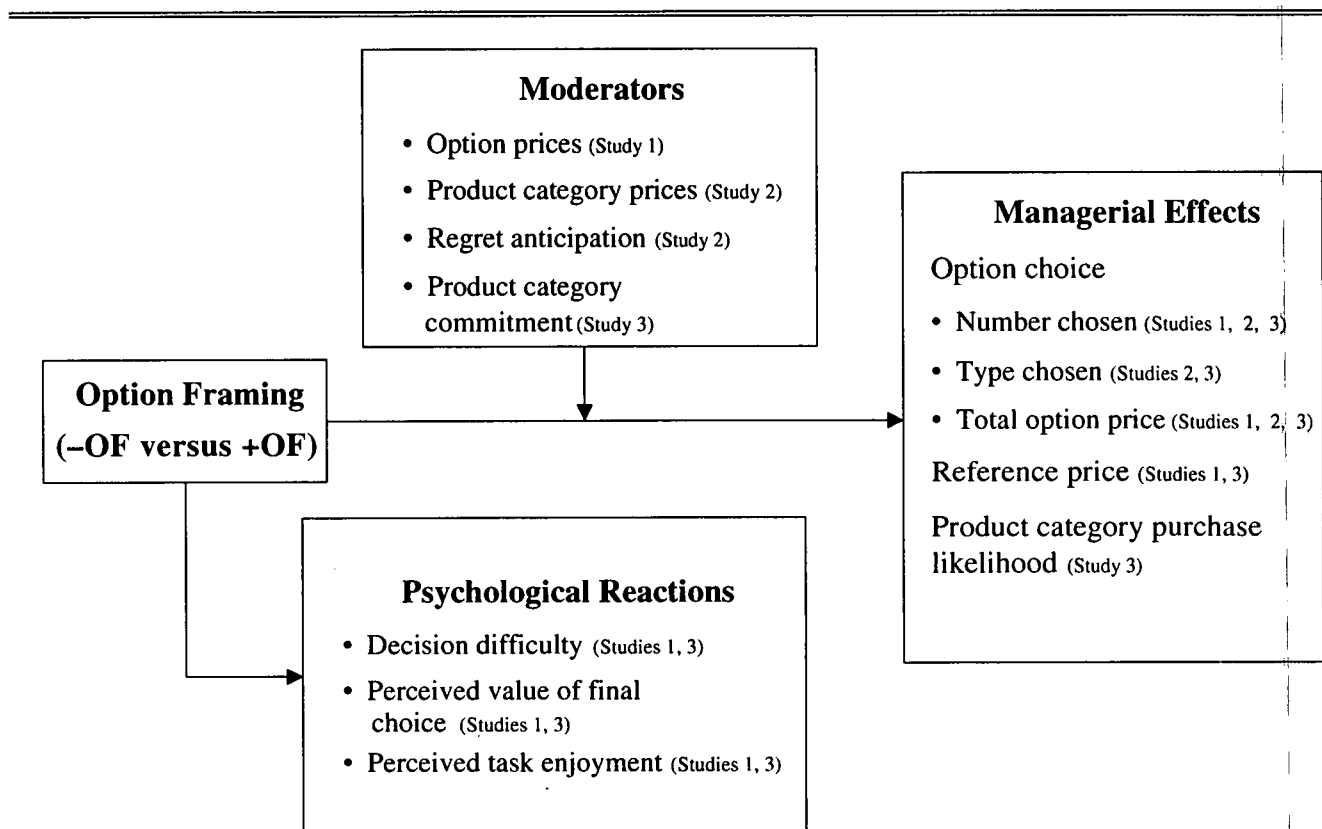 Moderators
• Option prices (Study 1)
• Product category prices (Study 2)
• Regret anticipation (Study 2)
• Product category
commitment (Study 3)
Managerial Effects
Option choice
• Number chosen (Studies 1, 2, 3)
• Type chosen (Studies 2, 3)
• Total option price (Studies 1, 2, 3)
Reference price (Studies 1, 3)
Product category purchase
likelihood (Study 3)
Option Framing
(–OF versus +OF)
Psychological Reactions
• Decision difficulty (Studies 1, 3)
• Perceived value of final
choice (Studies 1, 3)
• Perceived task enjoyment (Studies 1, 3)